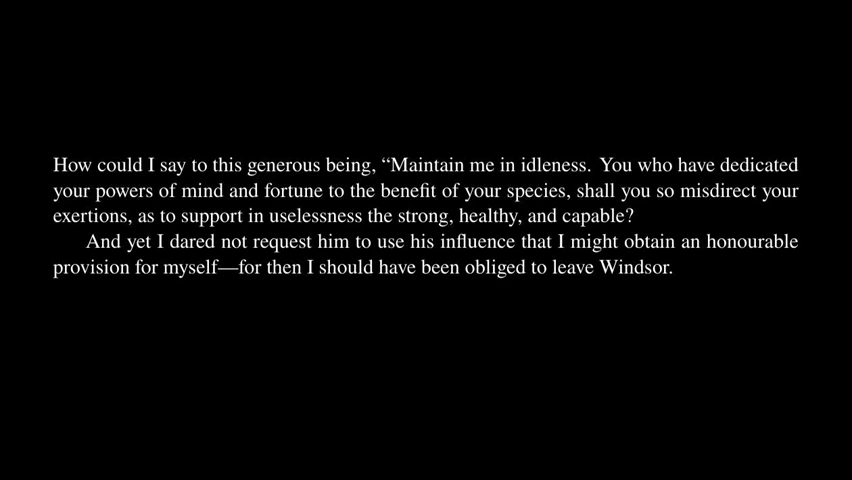 How could I say to this generous being, “Maintain me in idleness. You who have dedicated
your powers of mind and fortune to the benefit of your species, shall you so misdirect your
exertions, as to support in uselessness the strong, healthy, and capable?
And yet I dared not request him to use his influence that I might obtain an honourable
provision for myself—for then I should have been obliged to leave Windsor.